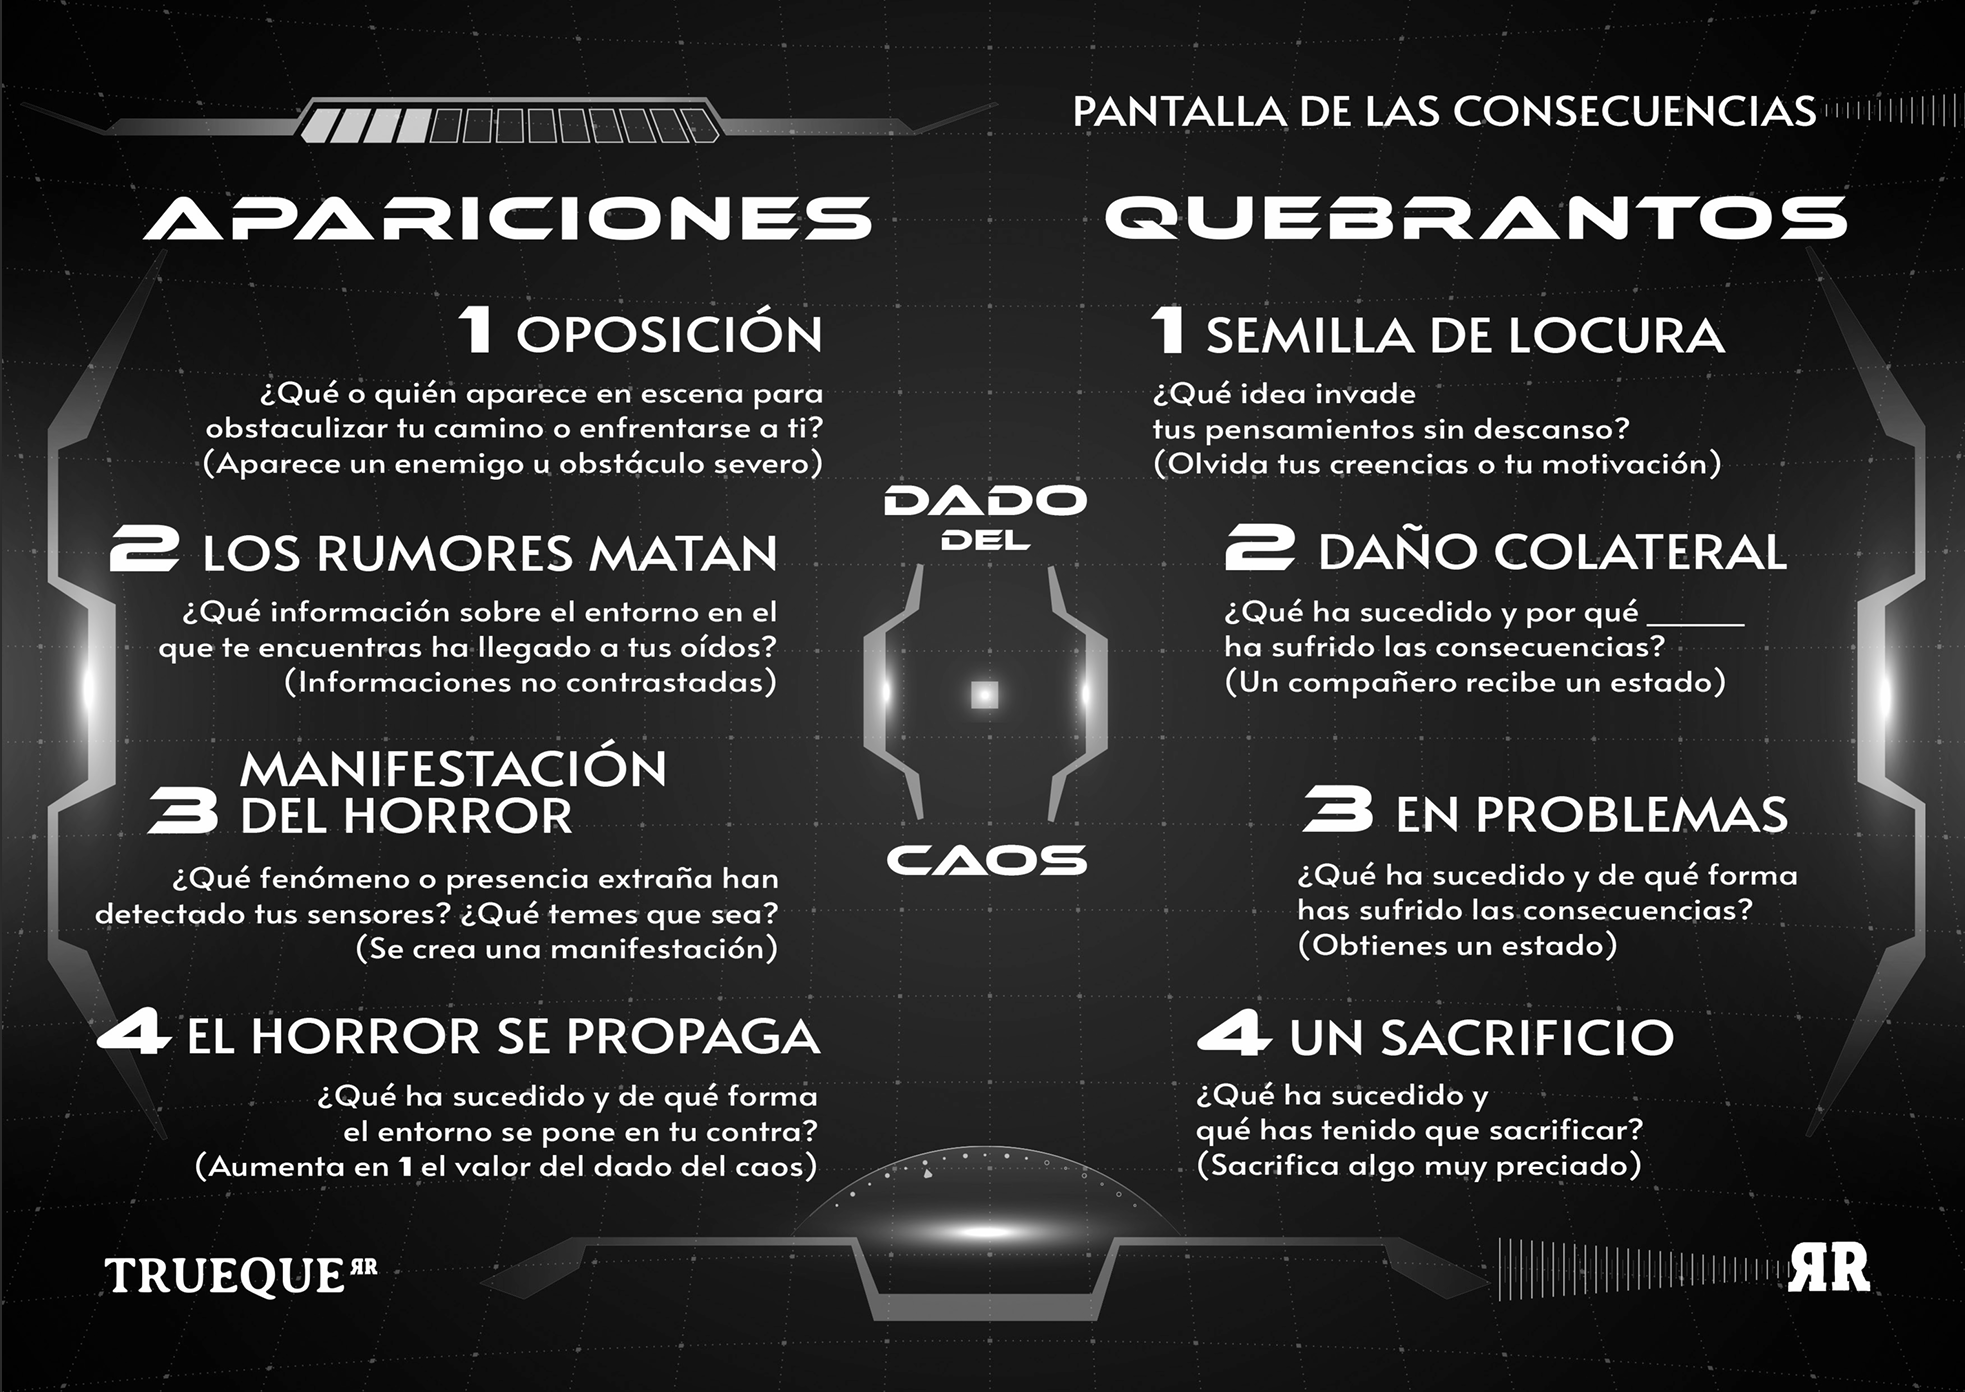 PANTALLA DE LAS CONSECUENCIAS
APARICIONES
1 OPOSICIÓN
¿Qué o quién aparece en escena para
obstaculizar tu camino o enfrentarse a ti?
(Aparece un enemigo u obstáculo severo)
2 LOS RUMORES MATAN
¿Qué información sobre el entorno en el
que te encuentras ha llegado a tus oídos?
(Informaciones no contrastadas)
3 MANIFESTACIÓN
DEL HORROR
¿Qué fenómeno o presencia extraña han
detectado tus sensores? ¿Qué temes que sea?
(Se crea una manifestación)
4 EL HORROR SE PROPAGA
¿Qué ha sucedido y de qué forma
el entorno se pone en tu contra?
(Aumenta en 1 el valor del dado del caos)
DADO
DEL
CAOS
QUEBRANTOS
1 SEMILLA DE LOCURA
¿Qué idea invade
tus pensamientos sin descanso?
(Olvida tus creencias o tu motivación)
2 DAÑO COLATERAL
¿Qué ha sucedido y por qué ______
ha sufrido las consecuencias?
(Un compañero recibe un estado)
3 EN PROBLEMAS
¿Qué ha sucedido y de qué forma
has sufrido las consecuencias?
(Obtienes un estado)
4 UN SACRIFICIO
¿Qué ha sucedido y
qué has tenido que sacrificar?
(Sacrifica algo muy preciado)
TRUEQUE ЯR
ЯR